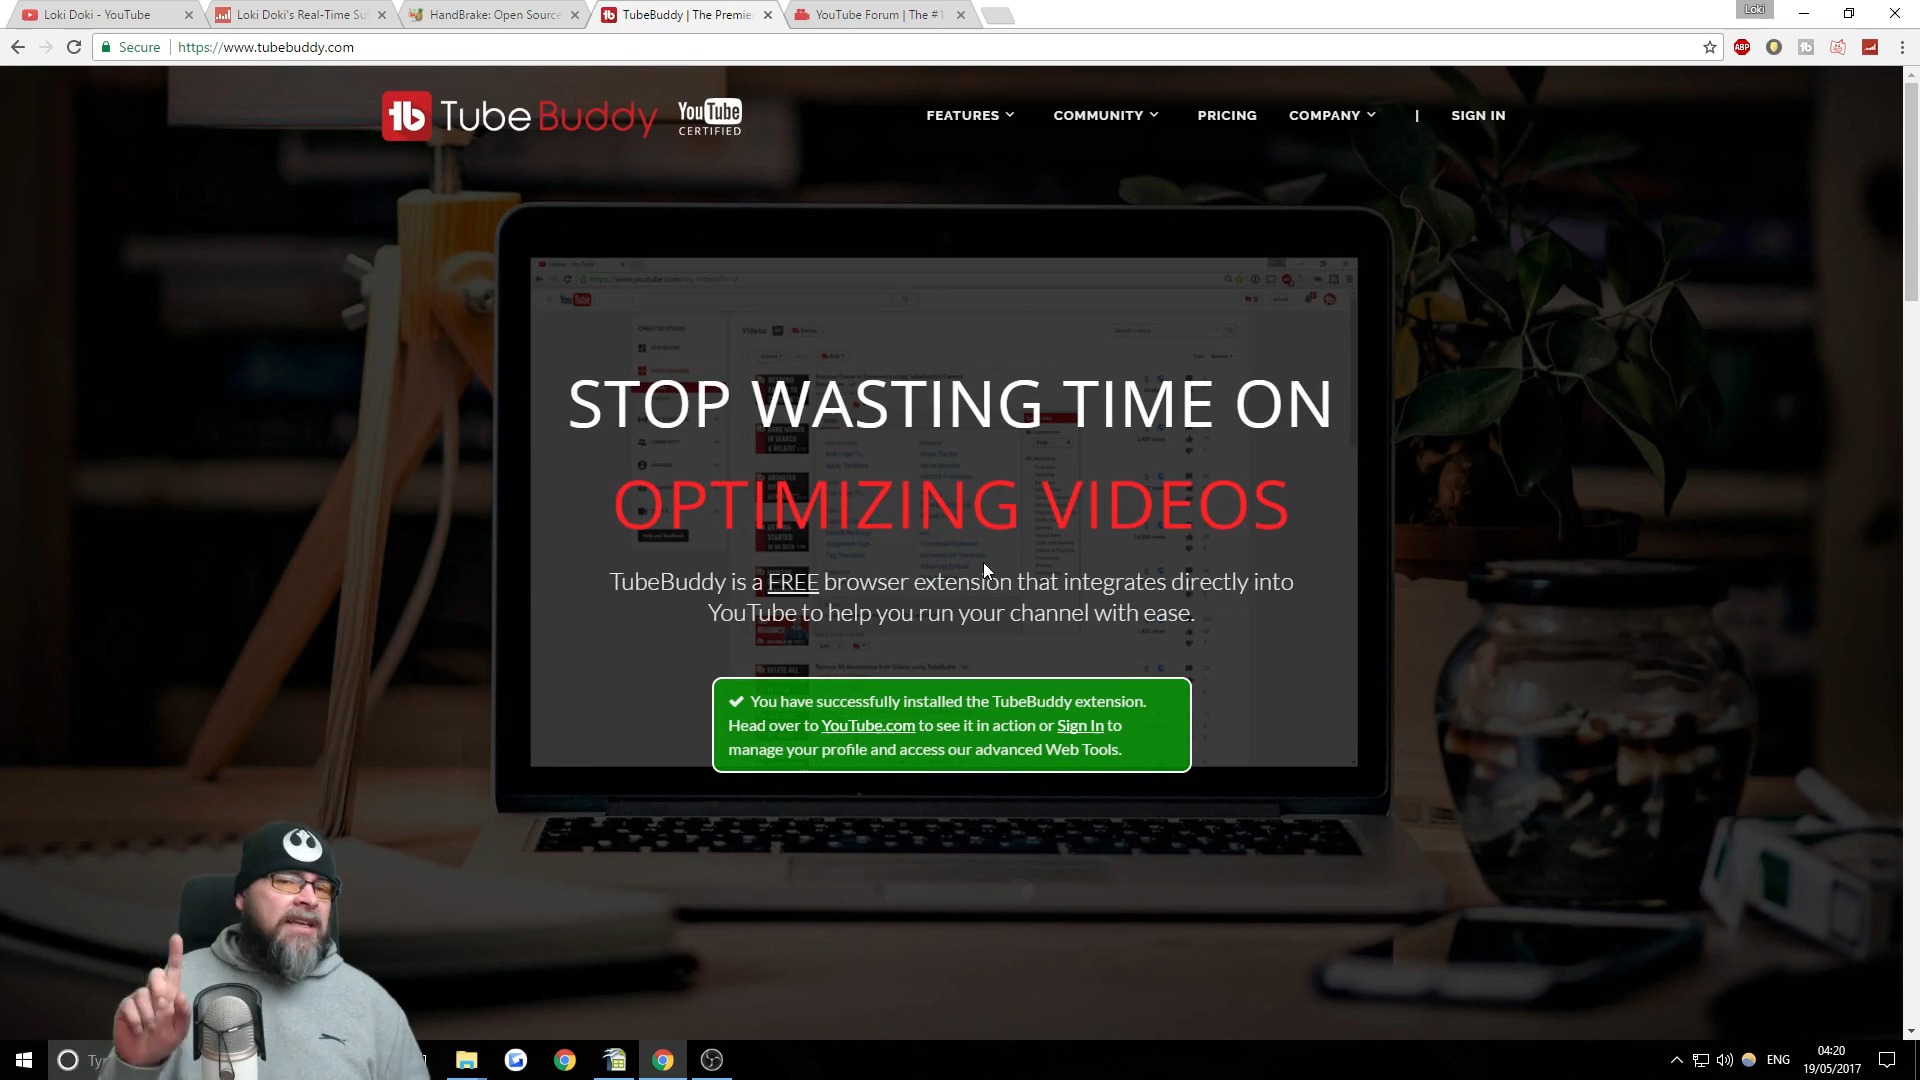 Loki Doki - YouTube
Loki Doki's Real-Time Su
HandBrake: Open Source
TubeBuddy | The Premie
YouTube Forum | The #1
Loki
Secure
https://www.tubebuddy.com
ABP
tb TubeBuddy
YouTube
CERTIFIED
FEATURES
COMMUNITY
PRICING
COMPANY
|
SIGN IN
STOP WASTING TIME ON
OPTIMIZING VIDEOS
TubeBuddy is a FREE browser extension that integrates directly into
YouTube to help you run your channel with ease.
You have successfully installed the TubeBuddy extension.
Head over to YouTube.com to see it in action or Sign In to
manage your profile and access our advanced Web Tools.
Ty
ENG
04:20
19/05/2017